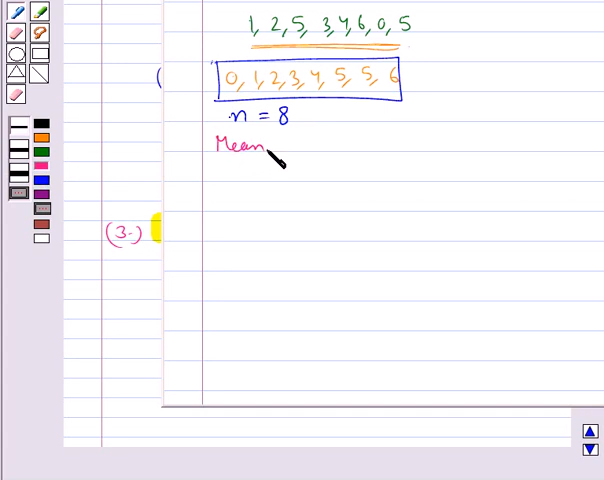 1, 2, 5, 3, 4, 6, 0, 5
0, 1, 2, 3, 4, 5, 5, 6
(
n = 8
Mean
(3.)